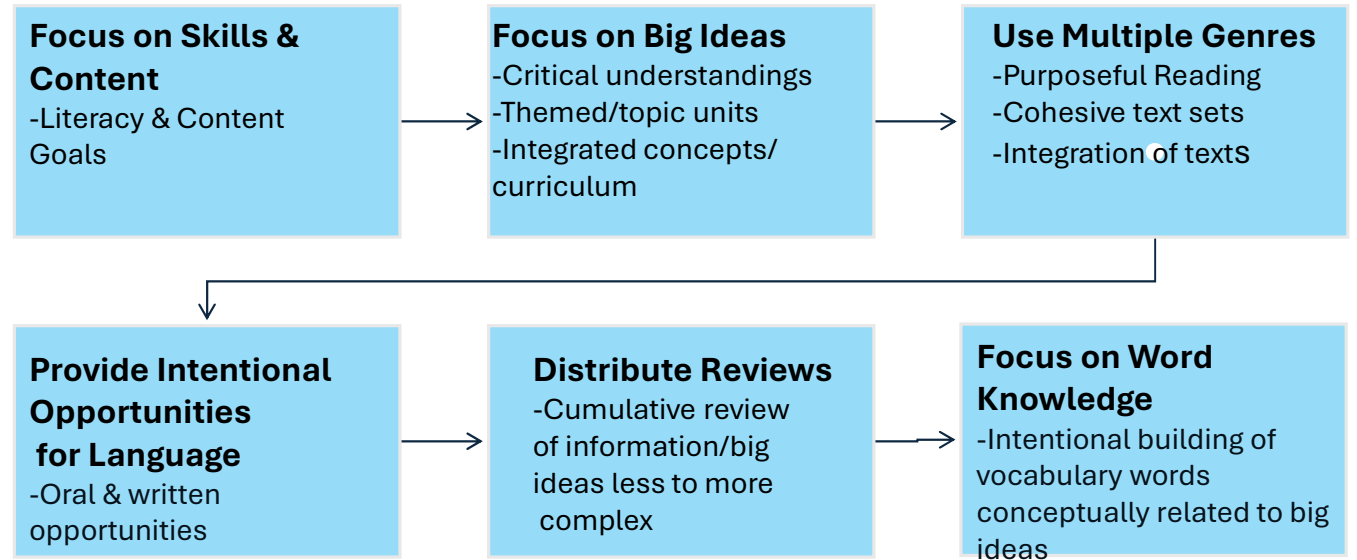 Focus on Skills &
Content
-Literacy & Content
Goals
Focus on Big Ideas
-Critical understandings
-Themed/topic units
-Integrated concepts/
curriculum
Use Multiple Genres
-Purposeful Reading
-Cohesive text sets
-Integration of texts
Provide Intentional
Opportunities
for Language
-Oral & written
opportunities
Distribute Reviews
-Cumulative review
of information/big
ideas less to more
complex
Focus on Word
Knowledge
-Intentional building of
vocabulary words
conceptually related to big
ideas